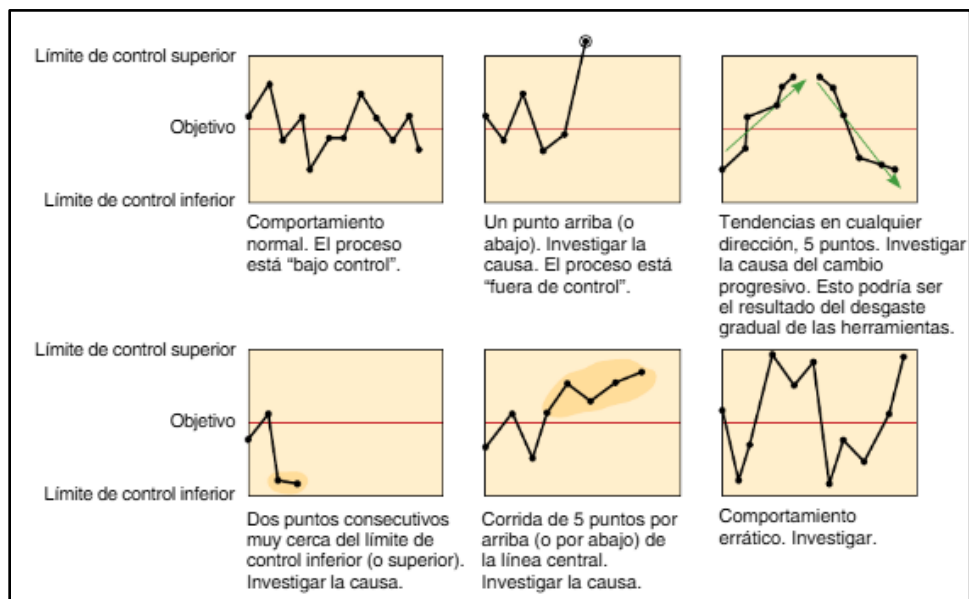 Límite de control superior
Objetivo
Límite de control inferior
Comportamiento
normal. El proceso
está “bajo control”.
Un punto arriba (o
abajo). Investigar la
causa. El proceso está
“fuera de control”.
Tendencias en cualquier
dirección, 5 puntos. Investigar
la causa del cambio
progresivo. Esto podría ser
el resultado del desgaste
gradual de las herramientas.
Límite de control superior
Objetivo
Límite de control inferior
Dos puntos consecutivos
muy cerca del límite de
control inferior (o superior).
Investigar la causa.
Corrida de 5 puntos por
arriba (o por abajo) de
la línea central.
Investigar la causa.
Comportamiento
errático. Investigar.